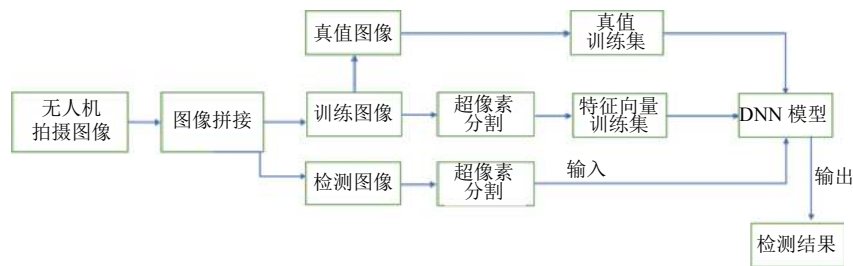 真值图像
真值
训练集
无人机
拍摄图像
图像拼接
训练图像
超像素
分割
特征向量
训练集
DNN 模型
检测图像
超像素
分割
输入
输出
检测结果